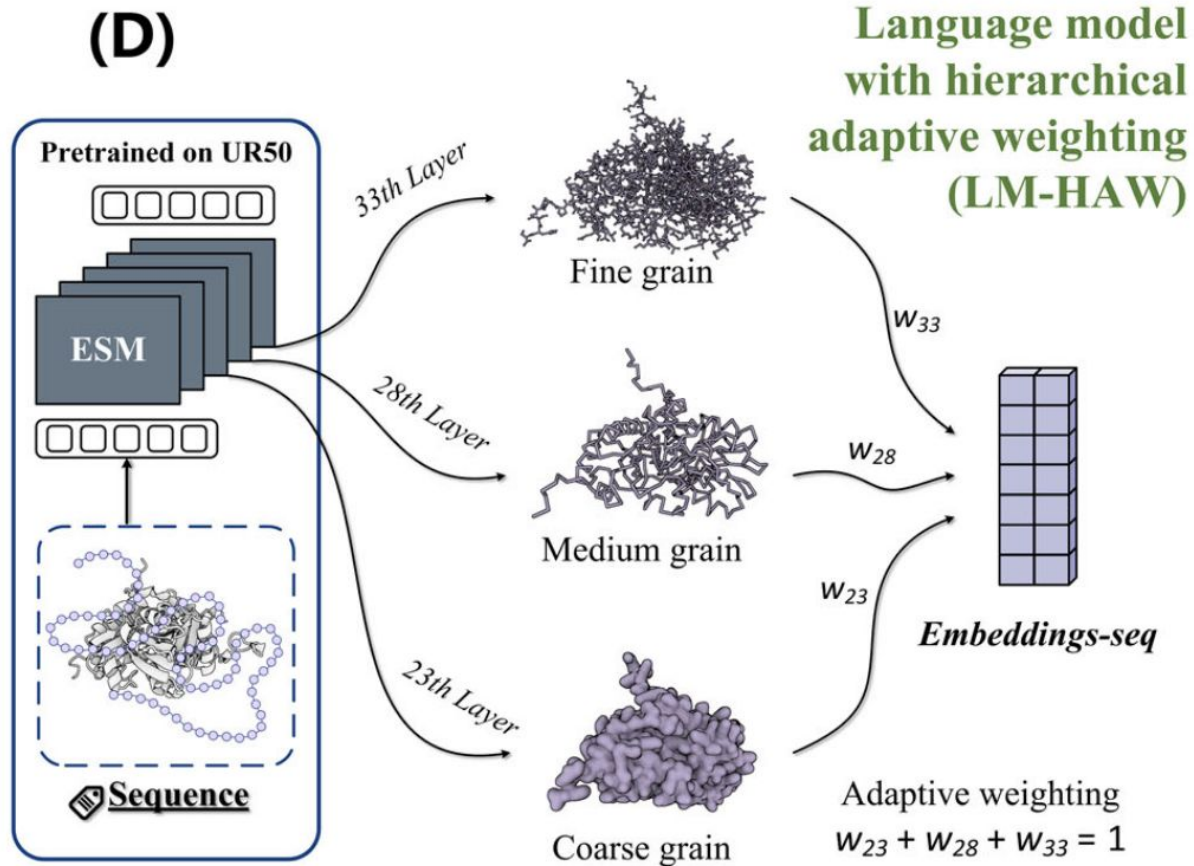 (D)
Language model
with hierarchical
adaptive weighting
(LM-HAW)
Pretrained on UR50
ESM
Sequence
33th Layer
28th Layer
23th Layer
Fine grain
Medium grain
Coarse grain
w33
w28
w23
Embeddings-seq
Adaptive weighting
w23 + w28 + w33 = 1